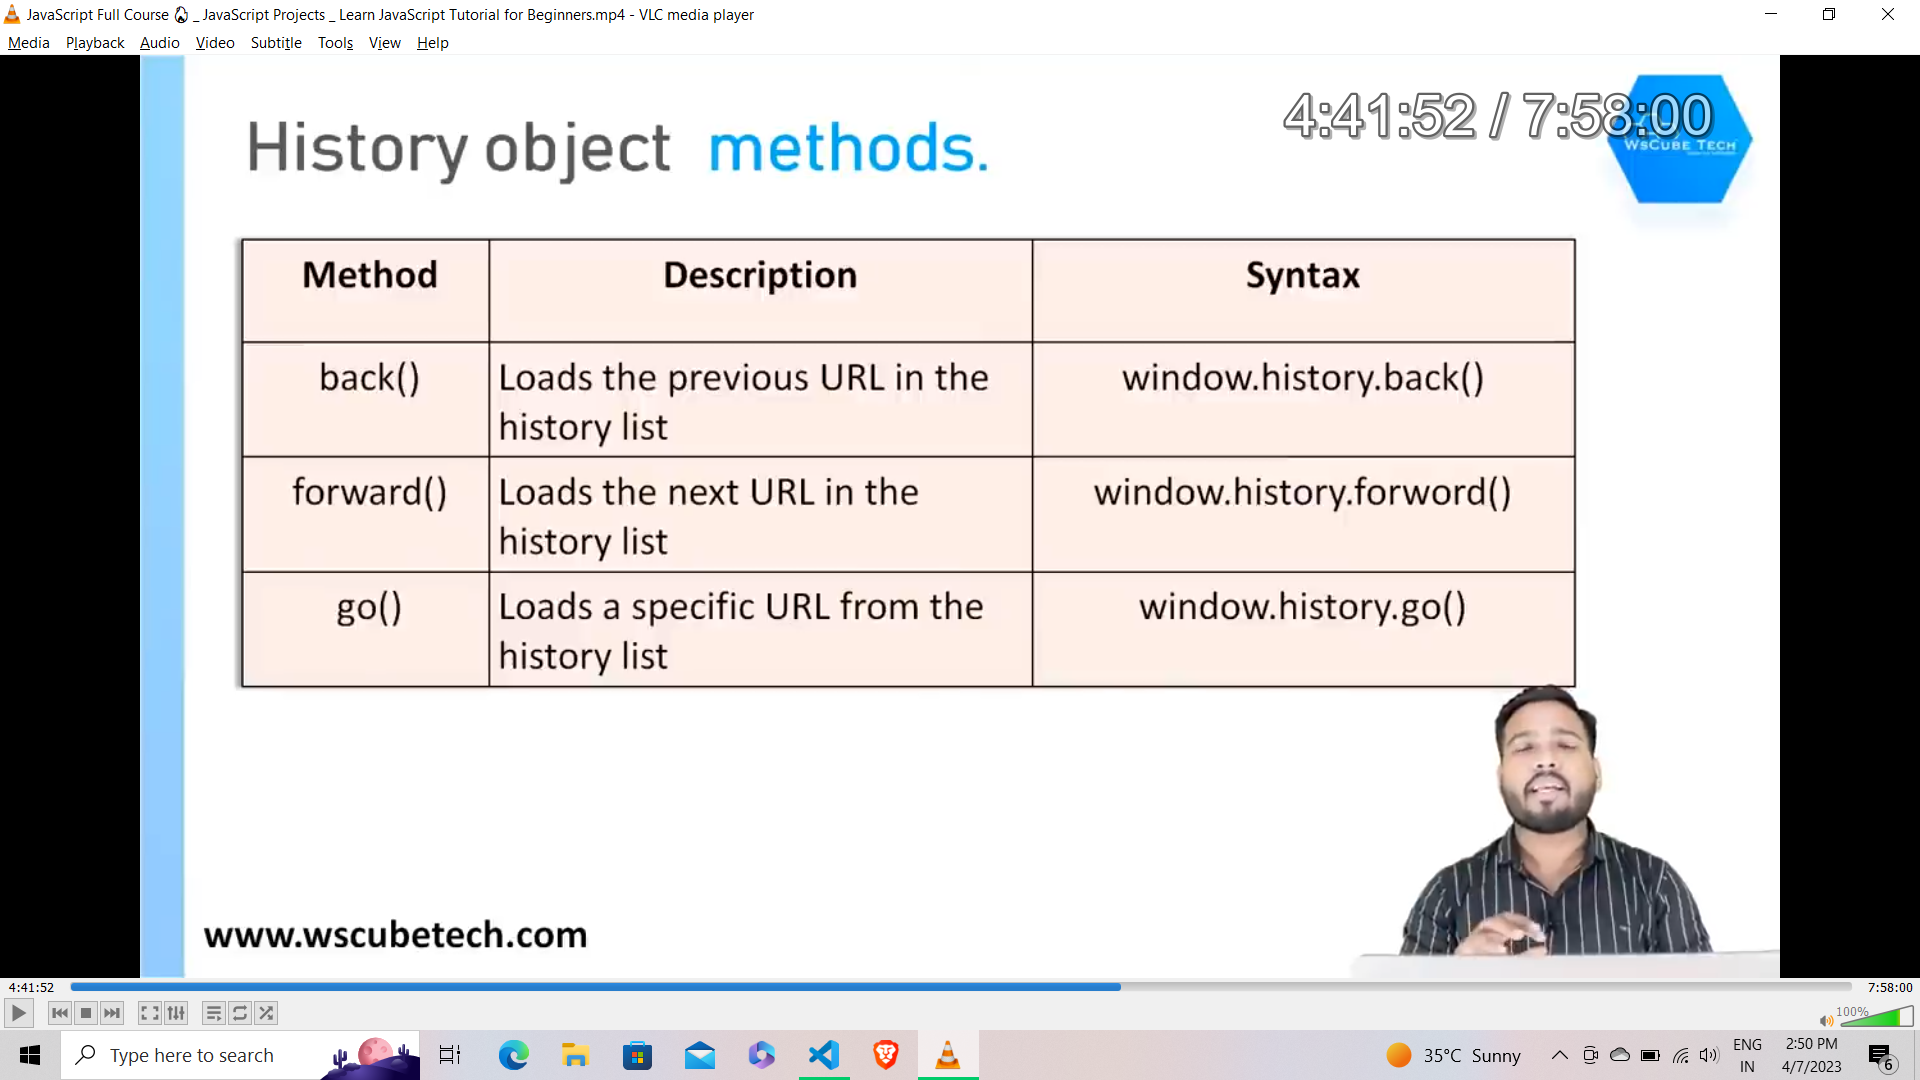 JavaScript Full Course _ JavaScript Projects _ Learn JavaScript Tutorial for Beginners.mp4 - VLC media player
Media Playback Audio Video Subtitle Tools View Help
4:41:52 / 7:58:00
WsCube Tech
History object methods.
Method Description Syntax
back() Loads the previous URL in the window.history.back()
history list
forward() Loads the next URL in the window.history.forword()
history list
go() Loads a specific URL from the window.history.go()
history list
www.wscubetech.com
4:41:52 7:58:00
100%
Type here to search
35°C Sunny
ENG
IN
2:50 PM
4/7/2023
6